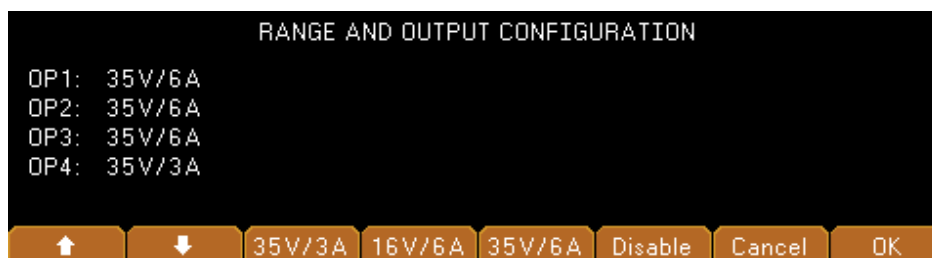 RANGE AND OUTPUT CONFIGURATION
OP1: 35V/6A
OP2: 35V/6A
OP3: 35V/6A
OP4: 35V/3A
35V/3A 16V/6A 35V/6A Disable Cancel OK